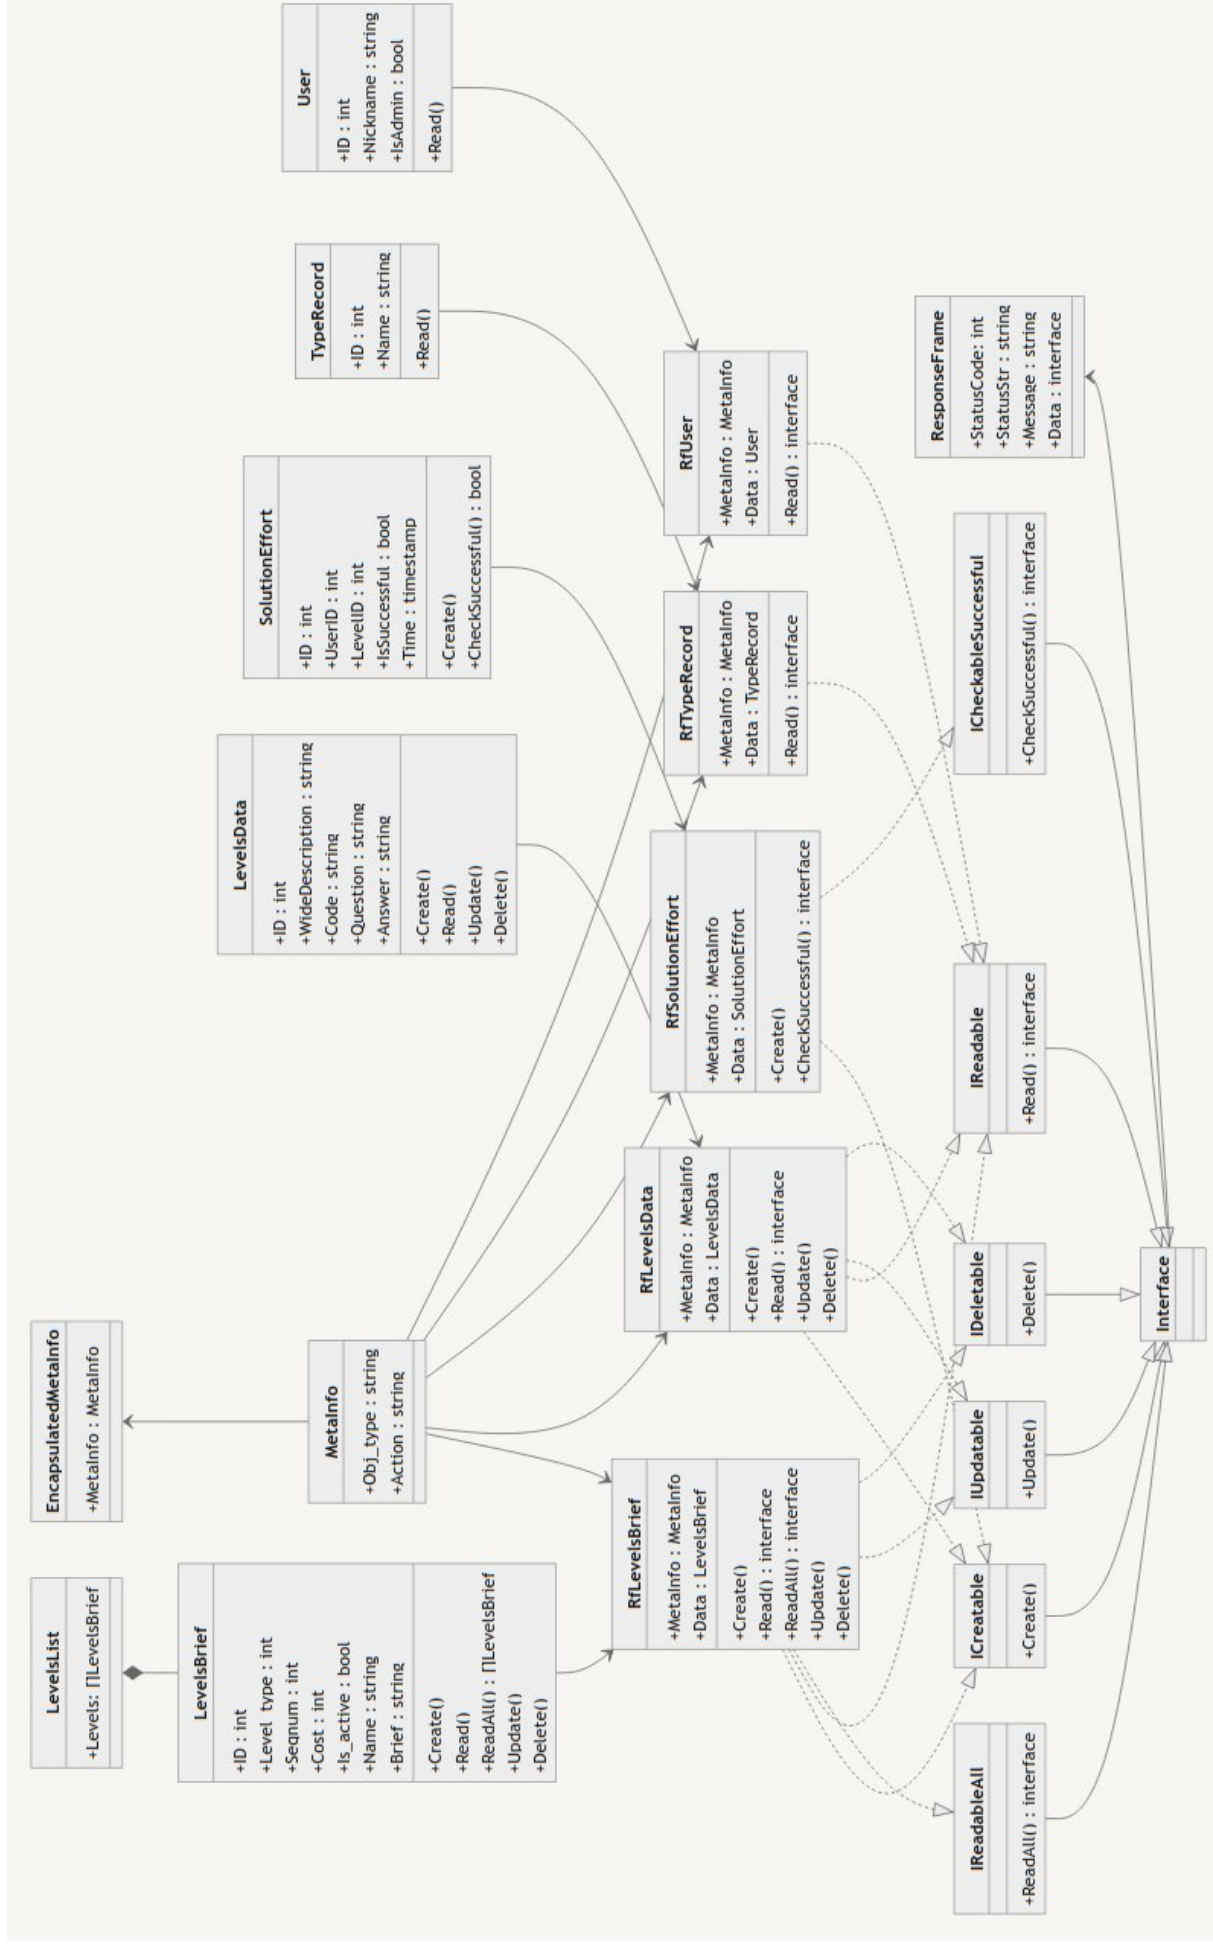 LevelsList
+Levels: []LevelsBrief
EncapsulatedMetaInfo
+MetaInfo : MetaInfo
LevelsBrief
+ID : int
+Level_type : int
+Seqnum : int
+Cost : int
+Is_active : bool
+Name : string
+Brief : string
+Create()
+Read()
+ReadAll() : []LevelsBrief
+Update()
+Delete()
MetaInfo
+Obj_type : string
+Action : string
LevelsData
+ID : int
+WideDescription : string
+Code : string
+Question : string
+Answer : string
+Create()
+Read()
+Update()
+Delete()
SolutionEffort
+ID : int
+UserID : int
+LevelID : int
+IsSuccessful : bool
+Time : timestamp
+Create()
+CheckSuccessful() : bool
TypeRecord
+ID : int
+Name : string
+Read()
User
+ID : int
+Nickname : string
+IsAdmin : bool
+Read()
RfLevelsBrief
+MetaInfo : MetaInfo
+Data : LevelsBrief
+Create()
+Read() : interface
+ReadAll() : interface
+Update()
+Delete()
RfLevelsData
+MetaInfo : MetaInfo
+Data : LevelsData
+Create()
+Read() : interface
+Update()
+Delete()
RfSolutionEffort
+MetaInfo : MetaInfo
+Data : SolutionEffort
+Create()
+CheckSuccessful() : interface
RfTypeRecord
+MetaInfo : MetaInfo
+Data : TypeRecord
+Read() : interface
RfUser
+MetaInfo : MetaInfo
+Data : User
+Read() : interface
IReadableAll
+ReadAll() : interface
ICreatable
+Create()
IUpdatable
+Update()
IDeletable
+Delete()
IReadable
+Read() : interface
ICheckableSuccessful
+CheckSuccessful() : interface
ResponseFrame
+StatusCode: int
+StatusStr : string
+Message : string
+Data : interface
Interface